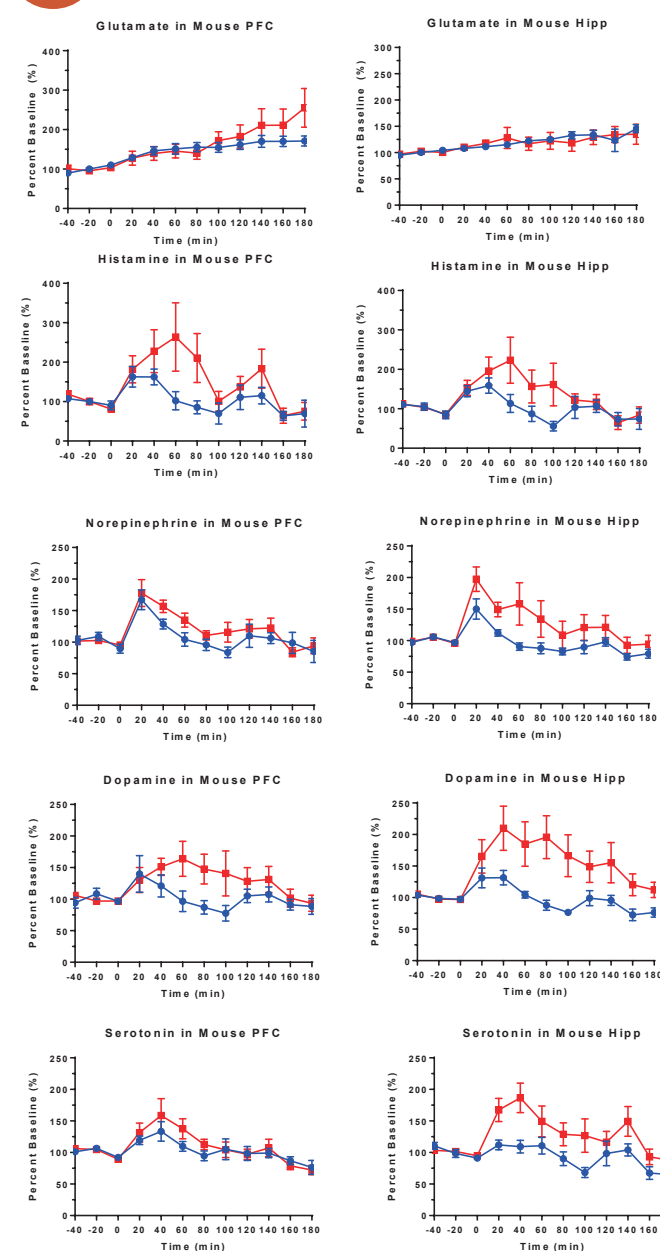 Glutamate in Mouse PFC
Percent Baseline (%)
400
300
200
100
0
-40 -20 0 20 40 60 80 100 120 140 160 180
Time (min)
Glutamate in Mouse Hipp
Percent Baseline (%)
300
250
200
150
100
50
0
-40 -20 0 20 40 60 80 100 120 140 160 180
Time (min)
Histamine in Mouse PFC
Percent Baseline (%)
400
300
200
100
0
-40 -20 0 20 40 60 80 100 120 140 160 180
Time (min)
Histamine in Mouse Hipp
Percent Baseline (%)
400
300
200
100
0
-40 -20 0 20 40 60 80 100 120 140 160 180
Time (min)
Norepinephrine in Mouse PFC
Percent Baseline (%)
250
200
150
100
50
0
-40 -20 0 20 40 60 80 100 120 140 160 180
Time (min)
Norepinephrine in Mouse Hipp
Percent Baseline (%)
250
200
150
100
50
0
-40 -20 0 20 40 60 80 100 120 140 160 180
Time (min)
Dopamine in Mouse PFC
Percent Baseline (%)
250
200
150
100
50
0
-40 -20 0 20 40 60 80 100 120 140 160 180
Time (min)
Dopamine in Mouse Hipp
Percent Baseline (%)
250
200
150
100
50
0
-40 -20 0 20 40 60 80 100 120 140 160 180
Time (min)
Serotonin in Mouse PFC
Percent Baseline (%)
250
200
150
100
50
0
-40 -20 0 20 40 60 80 100 120 140 160 180
Time (min)
Serotonin in Mouse Hipp
Percent Baseline (%)
250
200
150
100
50
0
-40 -20 0 20 40 60 80 100 120 140 160
Time (min)